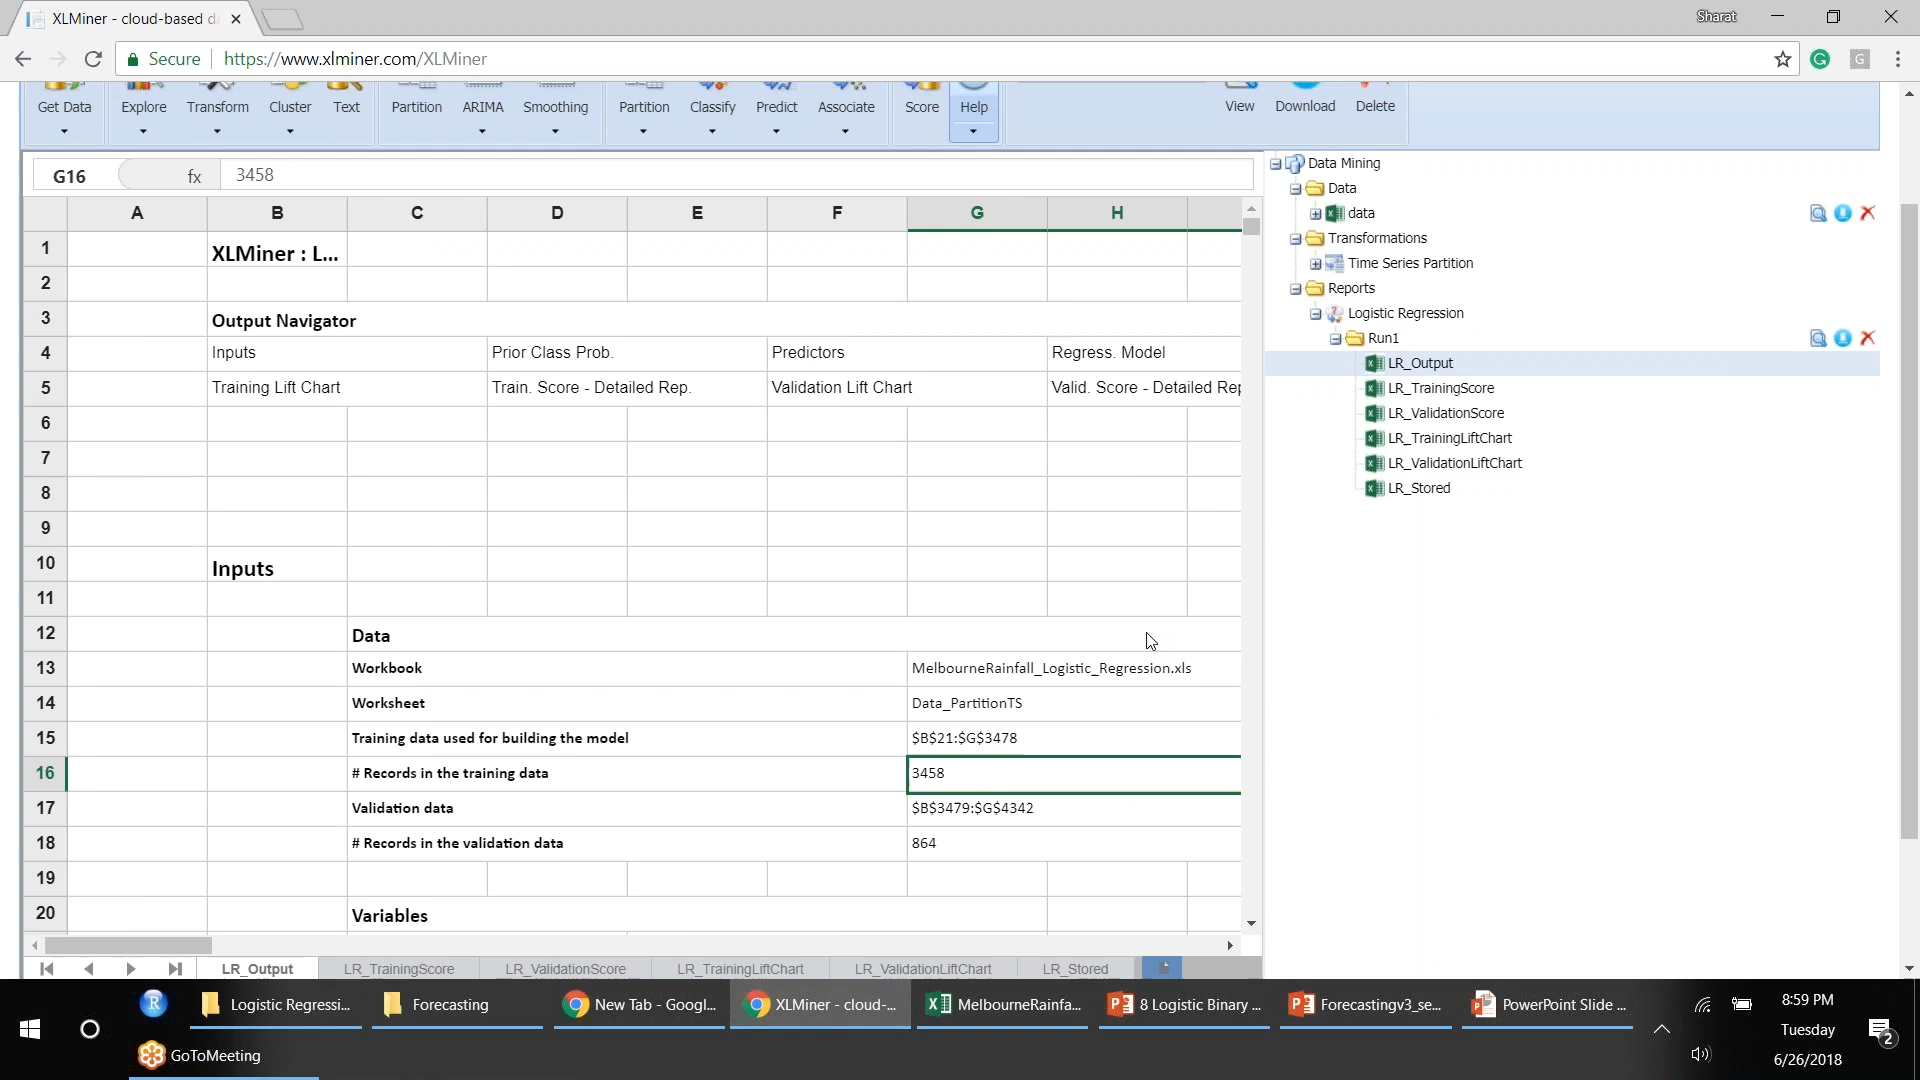 XLMiner - cloud-based d
Sharat
Secure
https://www.xlminer.com/XLMiner
G
Get Data Explore Transform Cluster Text Partition ARIMA Smoothing Partition Classify Predict Associate Score Help View Download Delete
G16 fx 3458
A B C D E F G H
1 XLMiner : L...
2
3 Output Navigator
4 Inputs Prior Class Prob. Predictors Regress. Model
5 Training Lift Chart Train. Score - Detailed Rep. Validation Lift Chart Valid. Score - Detailed Rep
6
7
8
9
10 Inputs
11
12 Data
13 Workbook MelbourneRainfall_Logistic_Regression.xls
14 Worksheet Data_PartitionTS
15 Training data used for building the model $B$21:$G$3478
16 # Records in the training data 3458
17 Validation data $B$3479:$G$4342
18 # Records in the validation data 864
19
20 Variables
LR_Output LR_TrainingScore LR_ValidationScore LR_TrainingLiftChart LR_ValidationLiftChart LR_Stored
Data Mining
Data
data
Transformations
Time Series Partition
Reports
Logistic Regression
Run1
LR_Output
LR_TrainingScore
LR_ValidationScore
LR_TrainingLiftChart
LR_ValidationLiftChart
LR_Stored
R Logistic Regressi... Forecasting New Tab - Googl... XLMiner - cloud-... MelbourneRainfa... 8 Logistic Binary ... Forecastingv3_se... PowerPoint Slide ...
GoToMeeting
8:59 PM
Tuesday
6/26/2018
2